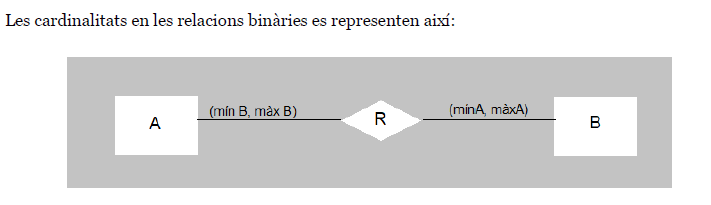 Les cardinalitats en les relacions binàries es representen així:
(mín B, màx B)
(mínA, màxA)
A
R
B